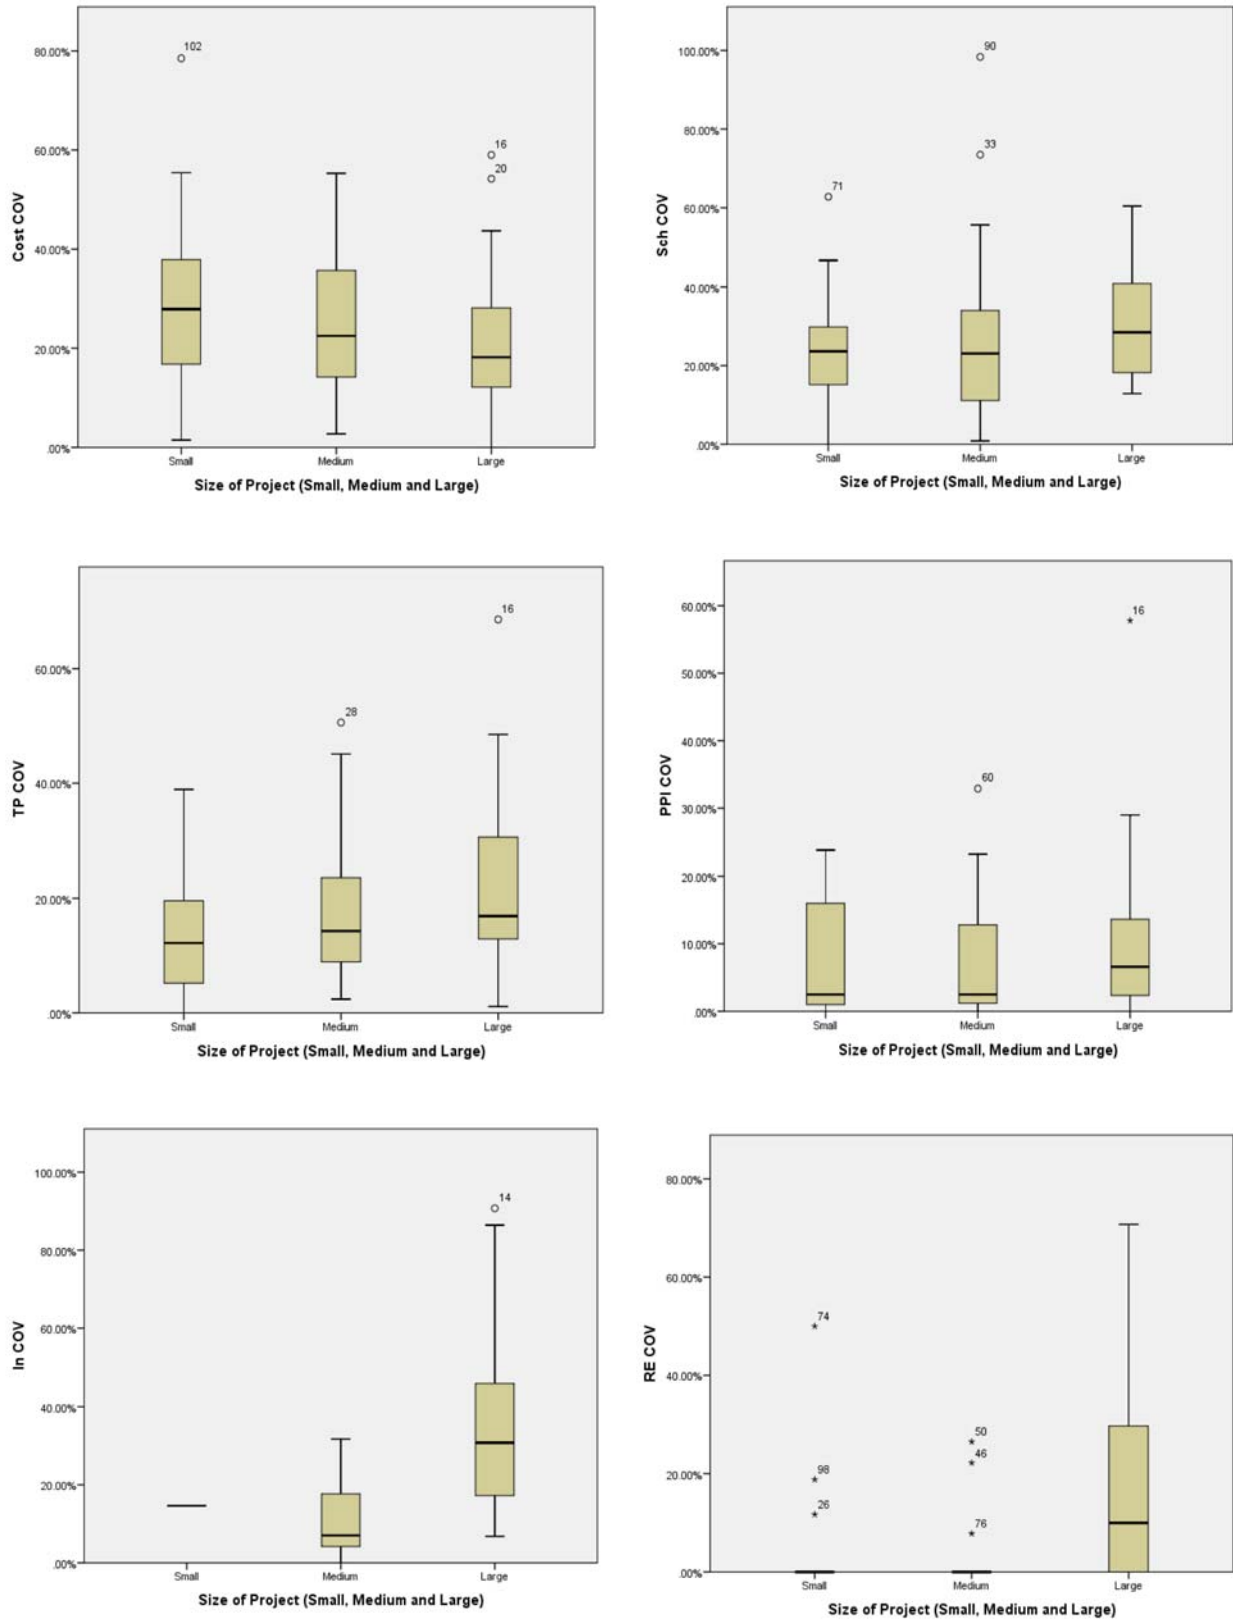 80.00%
60.00%
40.00%
20.00%
.00%
Cost COV
102
16
20
Small Medium Large
Size of Project (Small, Medium and Large)
100.00%
80.00%
60.00%
40.00%
20.00%
.00%
Sch COV
90
33
71
Small Medium Large
Size of Project (Small, Medium and Large)
60.00%
40.00%
20.00%
.00%
TP COV
16
28
Small Medium Large
Size of Project (Small, Medium and Large)
60.00%
50.00%
40.00%
30.00%
20.00%
10.00%
.00%
PPI COV
16
60
Small Medium Large
Size of Project (Small, Medium and Large)
100.00%
80.00%
60.00%
40.00%
20.00%
.00%
In COV
14
Small Medium Large
Size of Project (Small, Medium and Large)
80.00%
60.00%
40.00%
20.00%
.00%
RE COV
74
98
26
50
46
76
Small Medium Large
Size of Project (Small, Medium and Large)